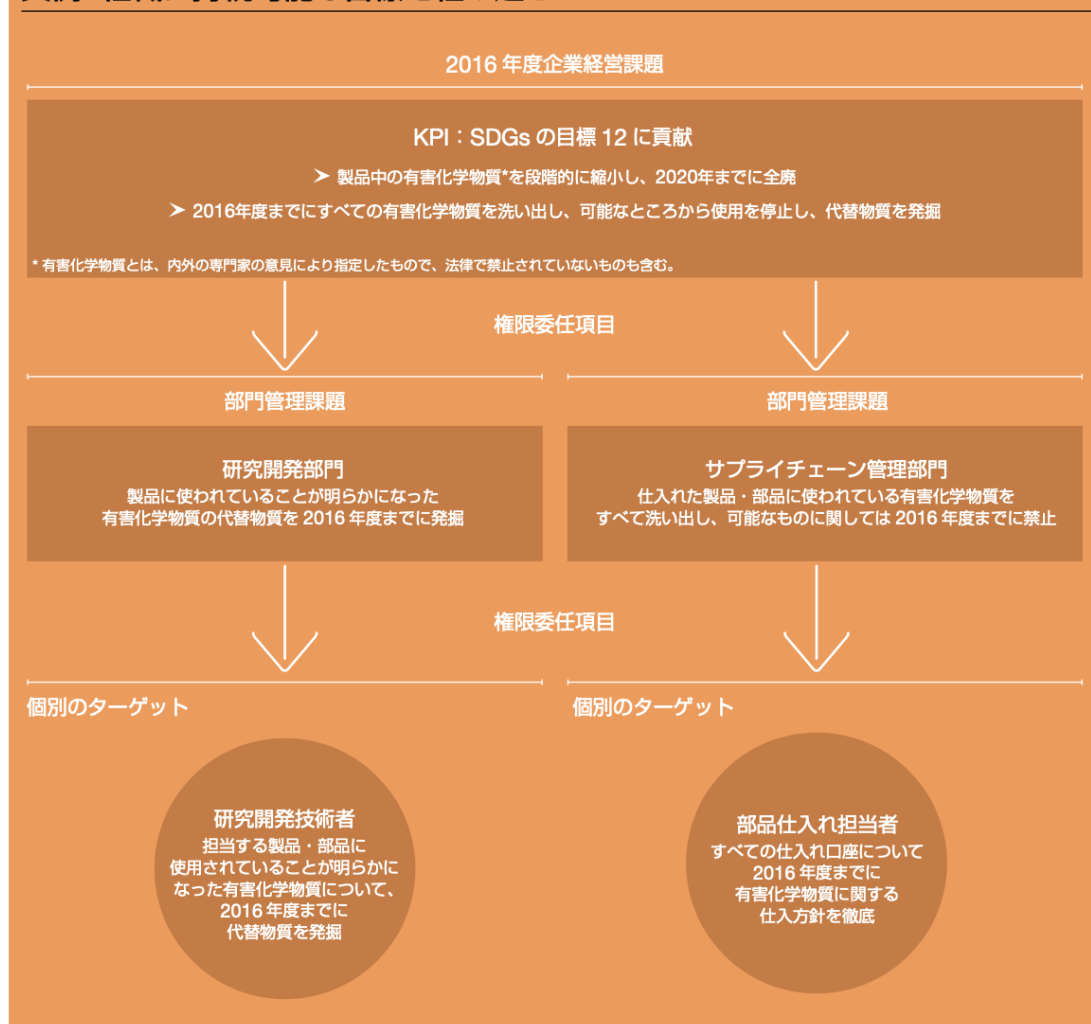 2016 年度企業経営課題
KPI：SDGs の目標 12 に貢献
➤ 製品中の有害化学物質*を段階的に縮小し、2020年までに全廃
➤ 2016年度までにすべての有害化学物質を洗い出し、可能なところから使用を停止し、代替物質を発掘
* 有害化学物質とは、内外の専門家の意見により指定したもので、法律で禁止されていないものも含む。
権限委任項目
部門管理課題
研究開発部門
製品に使われていることが明らかになった
有害化学物質の代替物質を 2016 年度までに発掘
部門管理課題
サプライチェーン管理部門
仕入れた製品・部品に使われている有害化学物質を
すべて洗い出し、可能なものに関しては 2016 年度までに禁止
権限委任項目
個別のターゲット
研究開発技術者
担当する製品・部品に
使用されていることが明らかに
なった有害化学物質について、
2016 年度までに
代替物質を発掘
個別のターゲット
部品仕入れ担当者
すべての仕入れ口座について
2016 年度までに
有害化学物質に関する
仕入方針を徹底